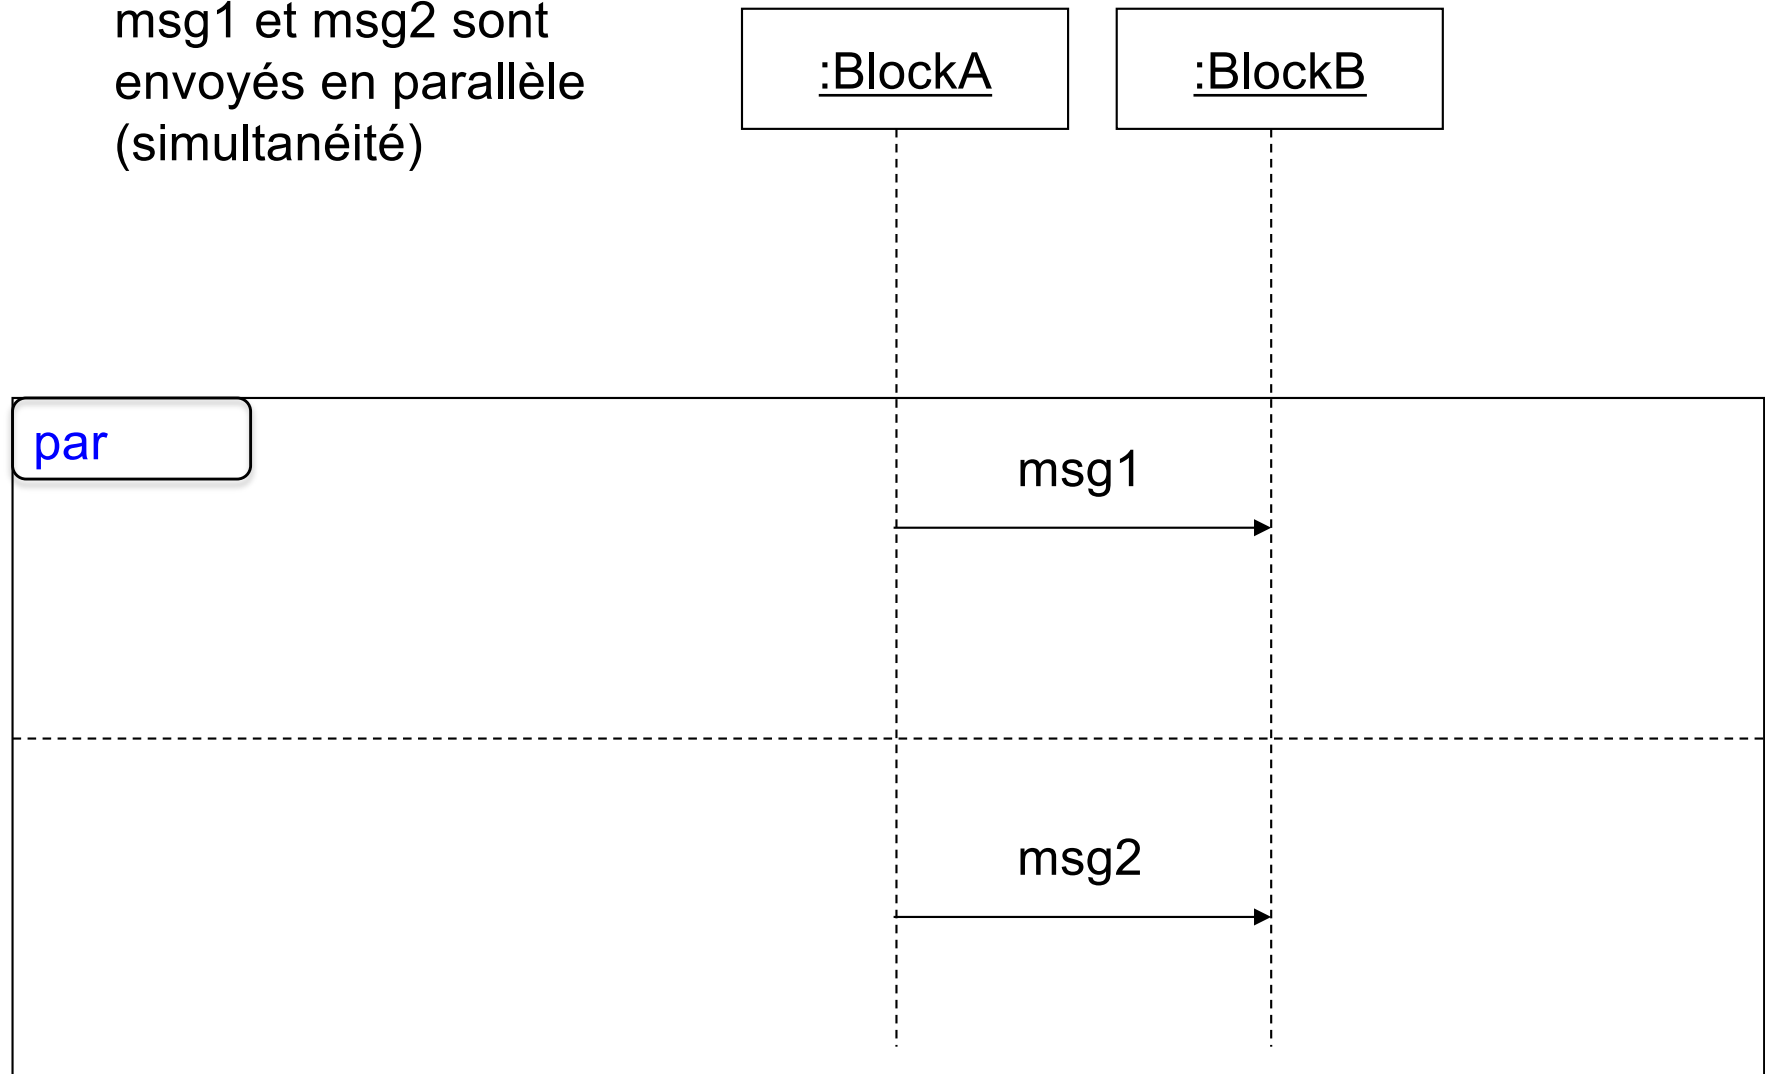 msg1 et msg2 sont
envoyés en parallèle
(simultanéité)
:BlockA
:BlockB
par
msg1
msg2